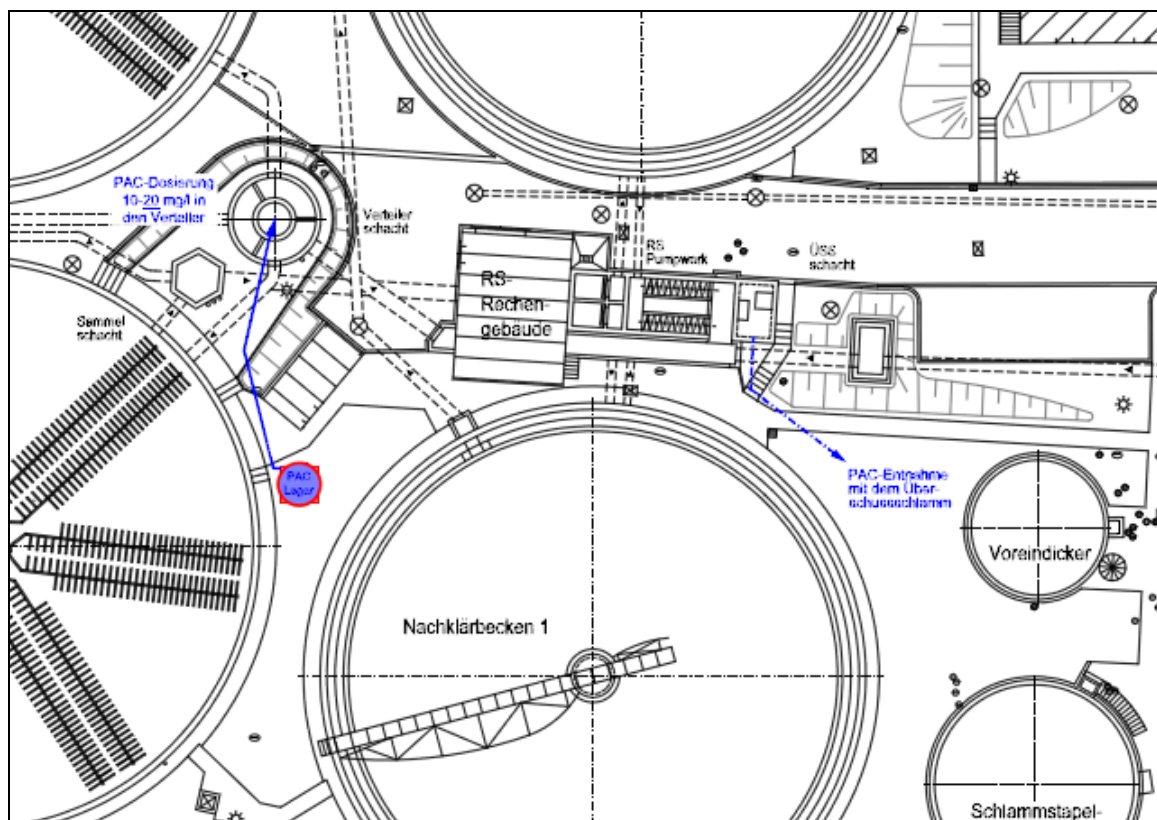 PAC-Dosierung
10-20 mg/l in
den Verteiler
Verteiler
schacht
RS
Pumpwerk
ÜSS
schacht
RS-
Rechen-
gebäude
Sammel
schacht
PAC
Lager
PAC-Entnahme
mit dem Über-
schussschlamm
Voreindicker
Nachklärbecken 1
Schlammstapel-